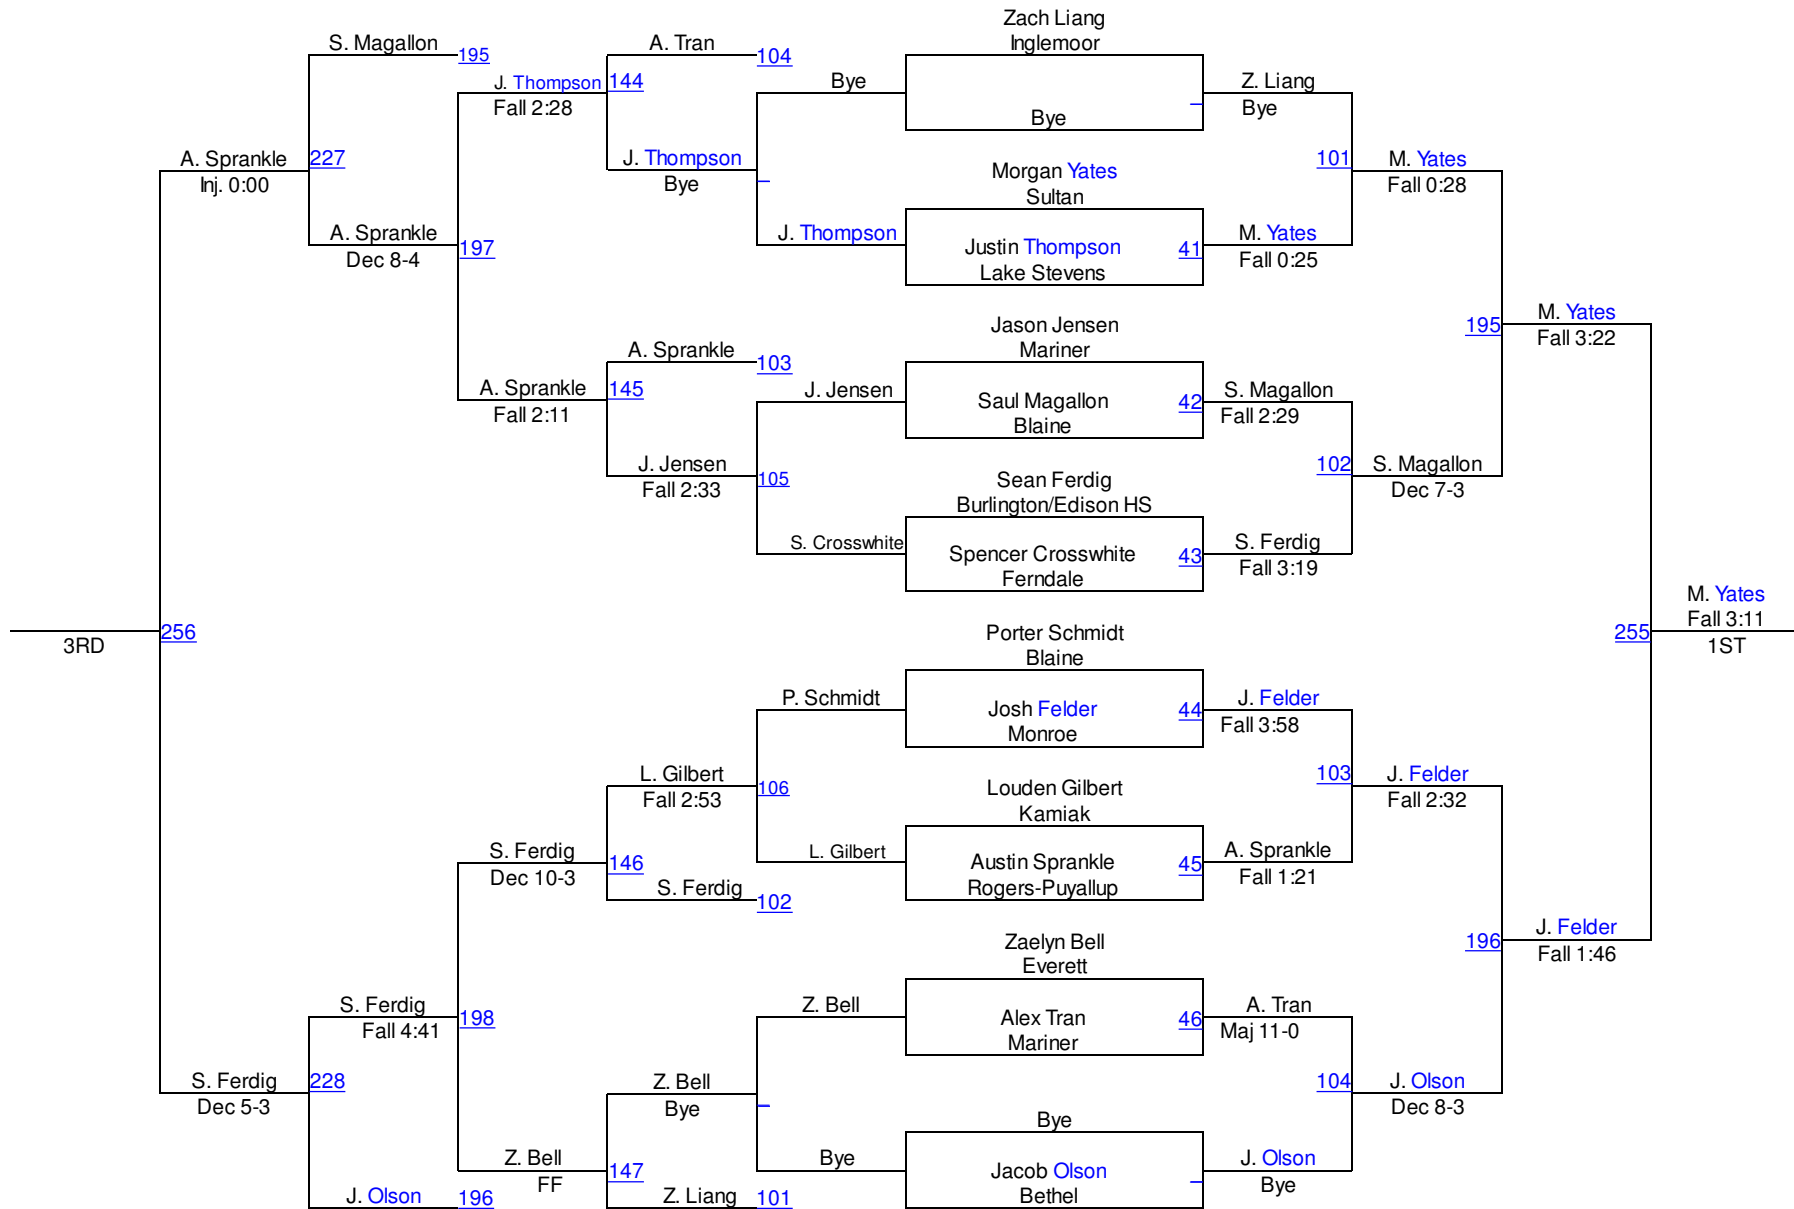 Zach Liang
S. Magallon
A. Tran
Inglemoor
195
104
J. Thompson
144
Bye
Z. Liang
Fall 2:28
Bye
Bye
A. Sprankle
227
J. Thompson
101
M. Yates
Inj. 0:00
Bye
Morgan Yates
Fall 0:28
Sultan
A. Sprankle
J. Thompson
M. Yates
Dec 8-4
197
Justin Thompson
41
Fall 0:25
Lake Stevens
M. Yates
Jason Jensen
195
Fall 3:22
A. Sprankle
103
Mariner
A. Sprankle
145
J. Jensen
S. Magallon
Fall 2:11
Saul Magallon
42
Fall 2:29
Blaine
J. Jensen
102
S. Magallon
Fall 2:33
105
Sean Ferdig
Dec 7-3
Burlington/Edison HS
S. Crosswhite
Spencer Crosswhite
43
S. Ferdig
Ferndale
Fall 3:19
M. Yates
Fall 3:11
3RD
256
Porter Schmidt
255
1ST
Blaine
P. Schmidt
J. Felder
Josh Felder
44
Fall 3:58
Monroe
L. Gilbert
103
J. Felder
Fall 2:53
106
Louden Gilbert
Fall 2:32
Kamiak
S. Ferdig
L. Gilbert
A. Sprankle
Dec 10-3
146
Austin Sprankle
45
Fall 1:21
S. Ferdig
102
Rogers-Puyallup
J. Felder
Zaelyn Bell
196
Fall 1:46
Everett
S. Ferdig
Z. Bell
A. Tran
Fall 4:41
198
Alex Tran
46
Maj 11-0
Mariner
S. Ferdig
228
Z. Bell
104
J. Olson
Dec 5-3
Bye
Bye
Dec 8-3
Z. Bell
Bye
J. Olson
FF
147
Jacob Olson
Bye
J. Olson
196
Z. Liang
101
Bethel